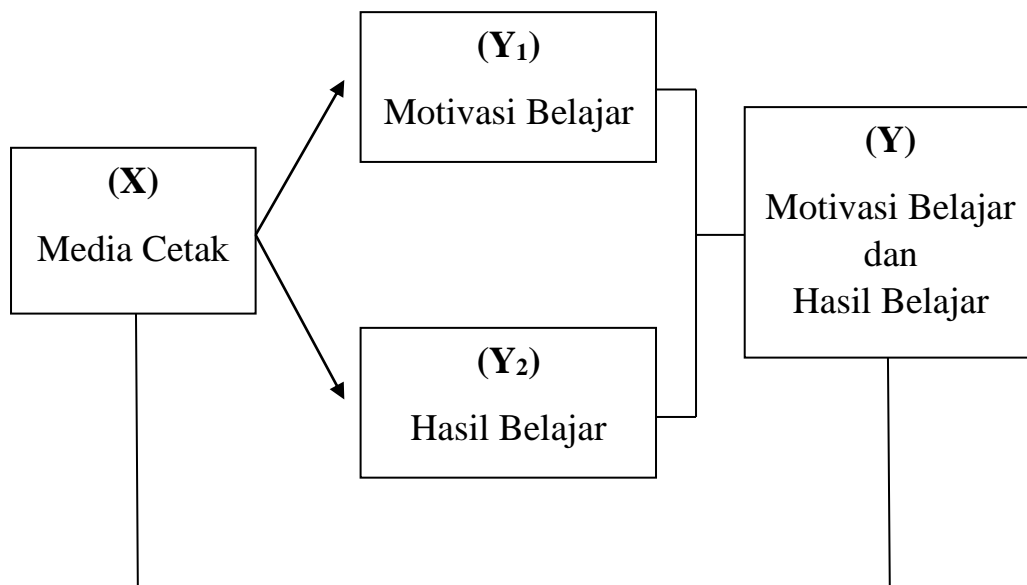 (X)
Media Cetak
(Y₁)
Motivasi Belajar
(Y₂)
Hasil Belajar
(Y)
Motivasi Belajar
dan
Hasil Belajar